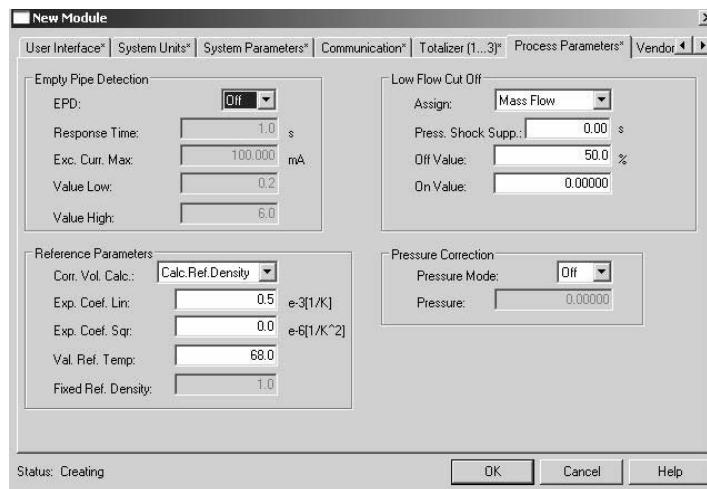 New Module
User Interface* System Units* System Parameters* Communication* Totalizer (1...3)* Process Parameters* Vendor
Empty Pipe Detection
EPD: Off
Response Time: 1.0 s
Exc. Curr. Max: 100.000 mA
Value Low: 0.2
Value High: 6.0
Low Flow Cut Off
Assign: Mass Flow
Press. Shock Supp.: 0.00 s
Off Value: 50.0 %
On Value: 0.00000
Reference Parameters
Corr. Vol. Calc.: Calc.Ref.Density
Exp. Coef. Lin: 0.5 e-3[1/K]
Exp. Coef. Sqr: 0.0 e-6[1/K^2]
Val. Ref. Temp: 68.0
Fixed Ref. Density: 1.0
Pressure Correction
Pressure Mode: Off
Pressure: 0.00000
Status: Creating OK Cancel Help